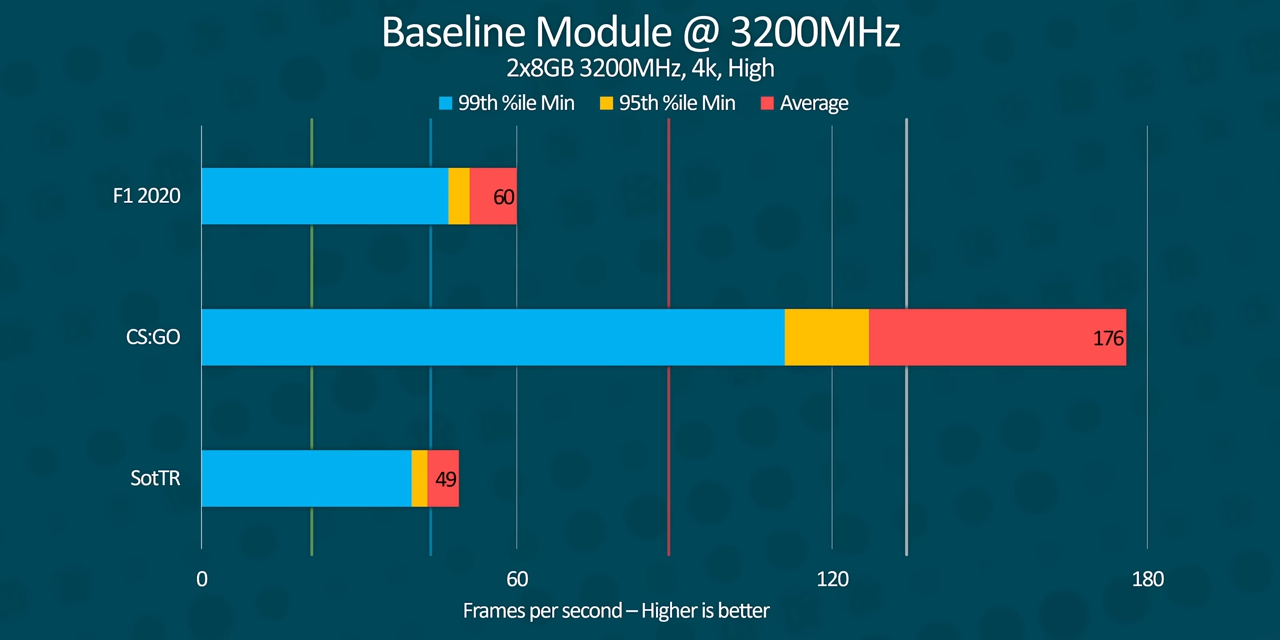 Baseline Module @ 3200MHz
2x8GB 3200MHz, 4k, High
99th %ile Min 95th %ile Min Average
F1 2020
60
CS:GO
176
SotTR
49
0 60 120 180
Frames per second – Higher is better